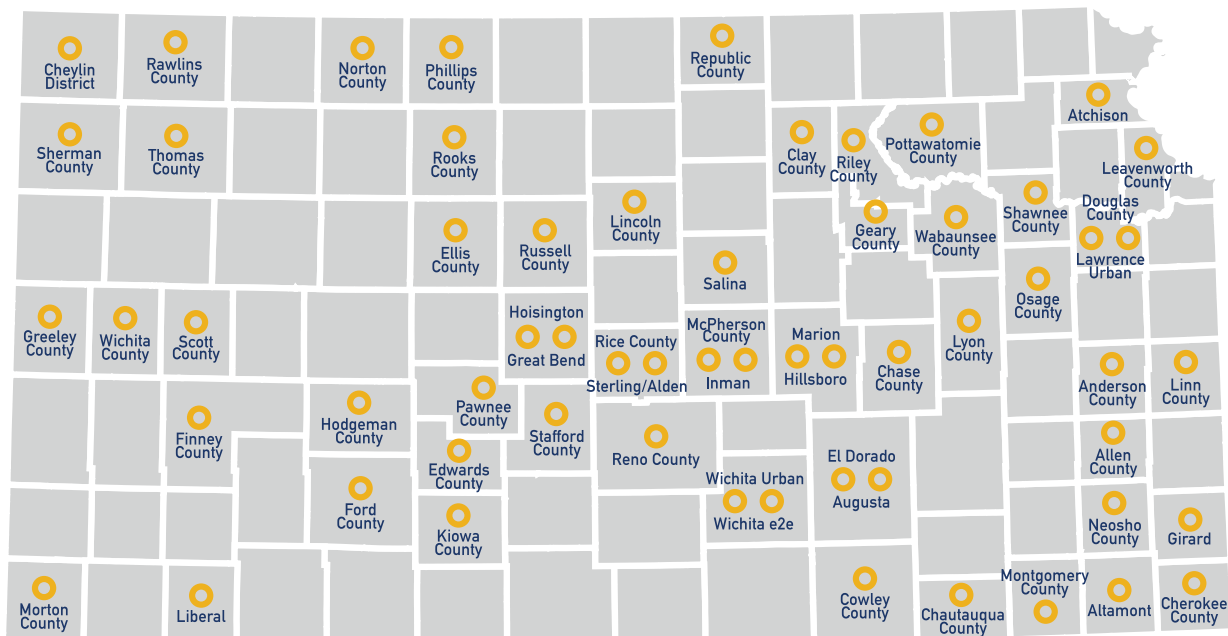 Cheylin
District
Rawlins
County
Norton
County
Phillips
County
Republic
County
Atchison
Sherman
County
Thomas
County
Rooks
County
Clay
County
Riley
County
Pottawatomie
County
Leavenworth
County
Ellis
County
Russell
County
Lincoln
County
Salina
Geary
County
Wabaunsee
County
Shawnee
County
Douglas
County
Lawrence
Urban
Osage
County
Greeley
County
Wichita
County
Scott
County
Hoisington
Great Bend
Rice County
Sterling/Alden
McPherson
County
Inman
Marion
Hillsboro
Chase
County
Lyon
County
Anderson
County
Linn
County
Finney
County
Hodgeman
County
Pawnee
County
Stafford
County
Edwards
County
Reno County
Wichita Urban
Wichita e2e
El Dorado
Augusta
Allen
County
Ford
County
Kiowa
County
Neosho
County
Girard
Morton
County
Liberal
Cowley
County
Chautauqua
County
Montgomery
County
Altamont
Cherokee
County